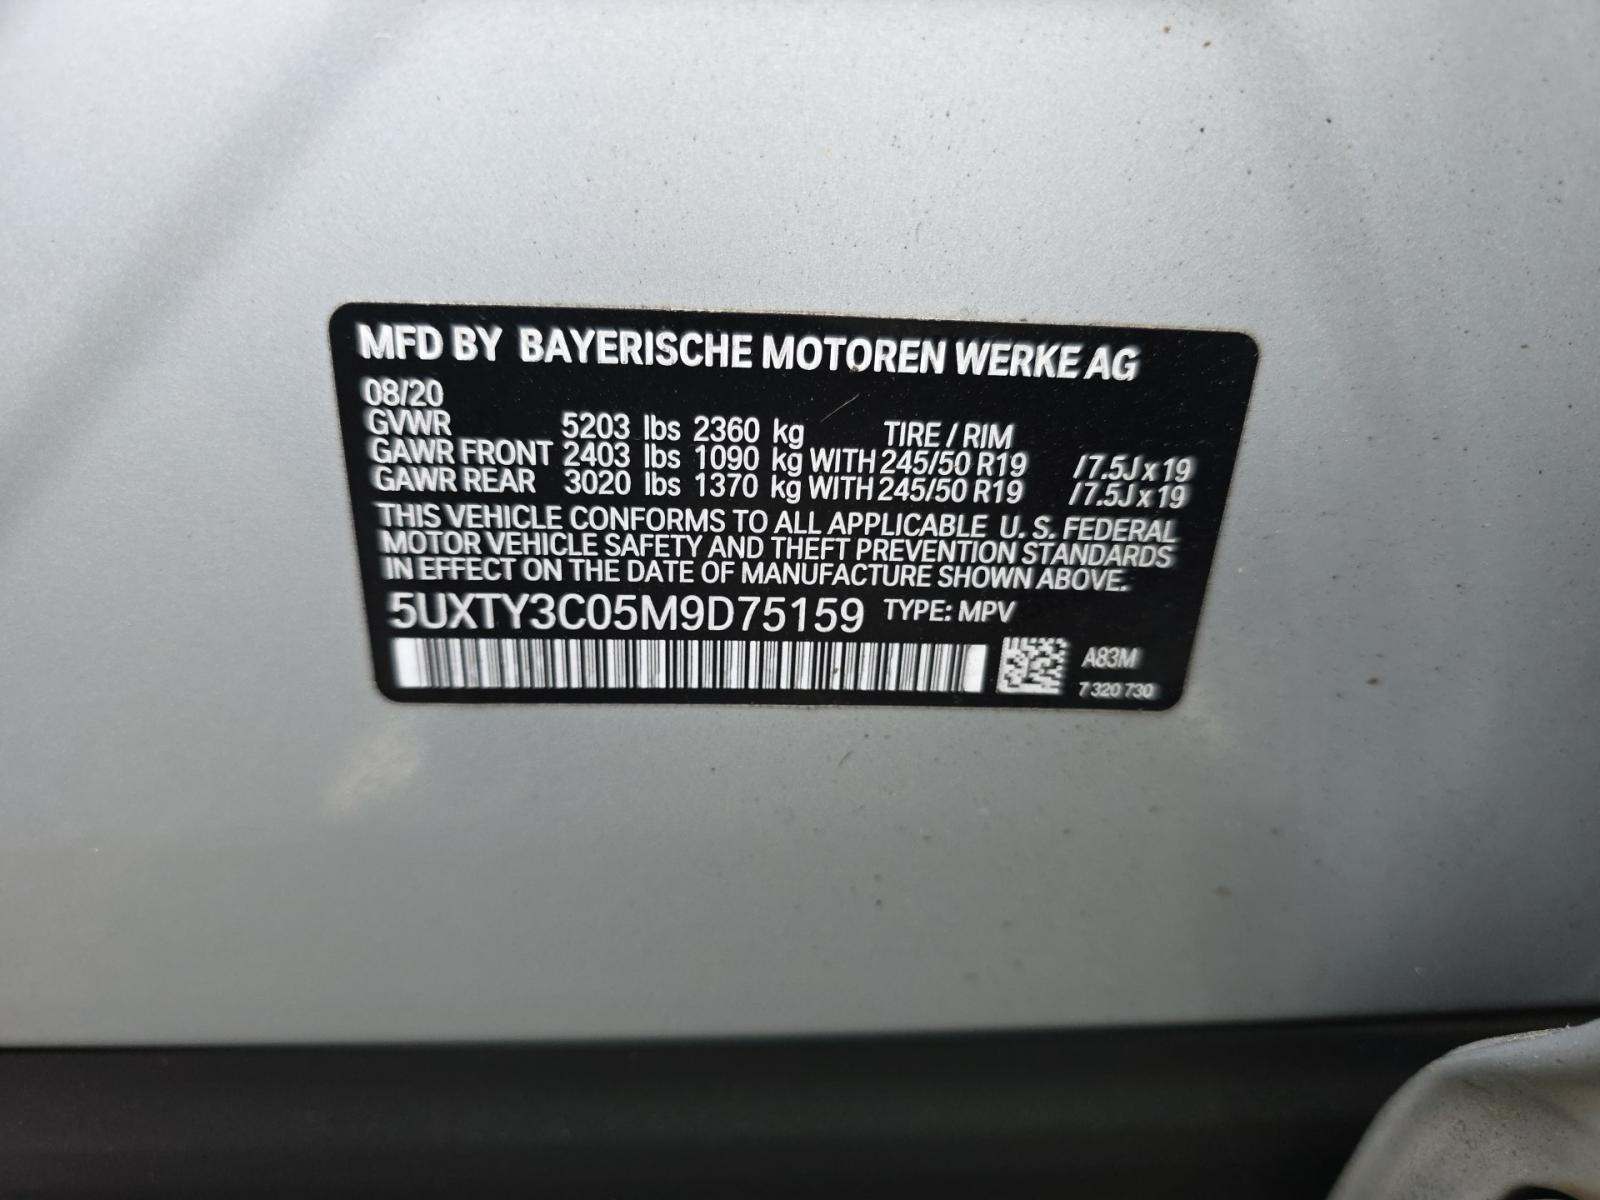 MFD BY BAYERISCHE MOTOREN WERKE AG
08/20
GVWR 5203 lbs 2360 kg TIRE / RIM
GAWR FRONT 2403 lbs 1090 kg WITH 245/50 R19 / 7.5J x 19
GAWR REAR 3020 lbs 1370 kg WITH 245/50 R19 / 7.5J x 19
THIS VEHICLE CONFORMS TO ALL APPLICABLE U. S. FEDERAL
MOTOR VEHICLE SAFETY AND THEFT PREVENTION STANDARDS
IN EFFECT ON THE DATE OF MANUFACTURE SHOWN ABOVE.
5UXTY3C05M9D75159 TYPE: MPV
A83M
7 320 730